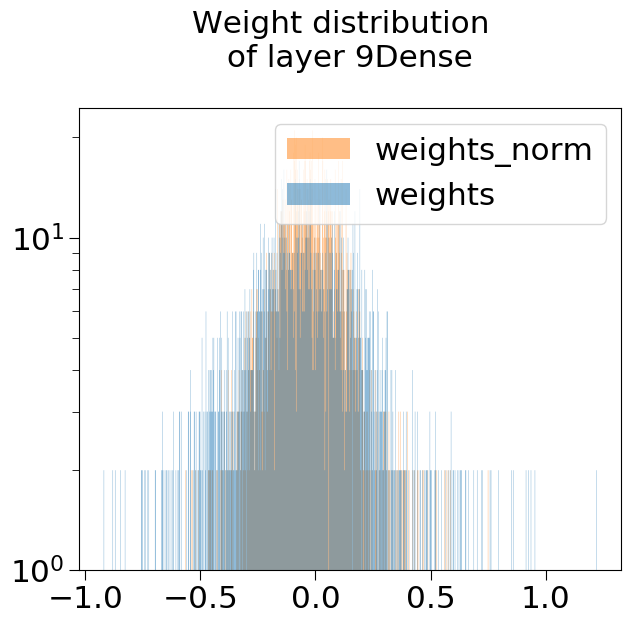 Weight distribution
of layer 9Dense
weights_norm
weights
10¹
10⁰
−1.0 −0.5 0.0 0.5 1.0